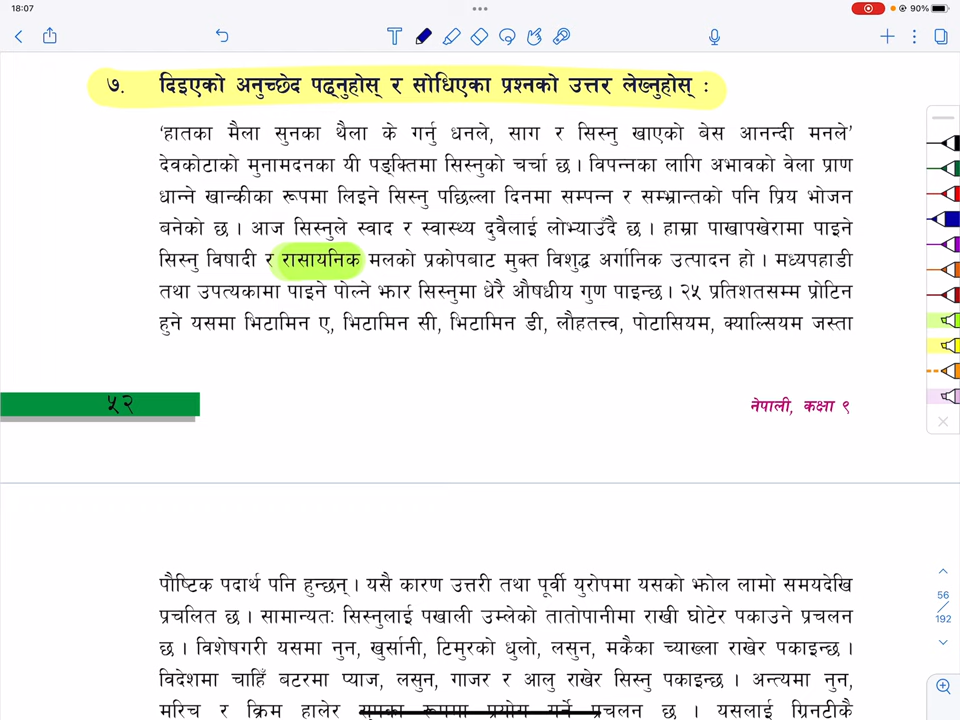 18:07
90%
७. दिइएको अनुच्छेद पढ्नुहोस् र सोधिएका प्रश्नको उत्तर लेख्नुहोस् :
'हातका मैला सुनका थैला के गर्नु धनले, साग र सिस्नु खाएको बेस आनन्दी मनले'
देवकोटाको मुनामदनका यी पङ्क्तिमा सिस्नुको चर्चा छ । विपन्नका लागि अभावको वेला प्राण
धान्ने खान्कीका रूपमा लिइने सिस्नु पछिल्ला दिनमा सम्पन्न र सम्भ्रान्तको पनि प्रिय भोजन
बनेको छ । आज सिस्नुले स्वाद र स्वास्थ्य दुवैलाई लोभ्याउँदै छ । हाम्रा पाखापखेरामा पाइने
सिस्नु विषादी र रासायनिक मलको प्रकोपबाट मुक्त विशुद्ध अर्गानिक उत्पादन हो । मध्यपहाडी
तथा उपत्यकामा पाइने पोल्ने झार सिस्नुमा धेरै औषधीय गुण पाइन्छ । २५ प्रतिशतसम्म प्रोटिन
हुने यसमा भिटामिन ए, भिटामिन सी, भिटामिन डी, लौहतत्त्व, पोटासियम, क्याल्सियम जस्ता
५२
नेपाली, कक्षा ९
पौष्टिक पदार्थ पनि हुन्छन् । यसै कारण उत्तरी तथा पूर्वी युरोपमा यसको झोल लामो समयदेखि
प्रचलित छ । सामान्यतः सिस्नुलाई पखाली उम्लेको तातोपानीमा राखी घोटेर पकाउने प्रचलन
छ । विशेषगरी यसमा नुन, खुर्सानी, टिमुरको धुलो, लसुन, मकैका च्याख्ला राखेर पकाइन्छ ।
विदेशमा चाहिँ बटरमा प्याज, लसुन, गाजर र आलु राखेर सिस्नु पकाइन्छ । अन्त्यमा नुन,
मरिच र क्रिम हालेर सुपका रूपमा प्रयोग गर्ने प्रचलन छ । यसलाई ग्रिनटीकै
56
192